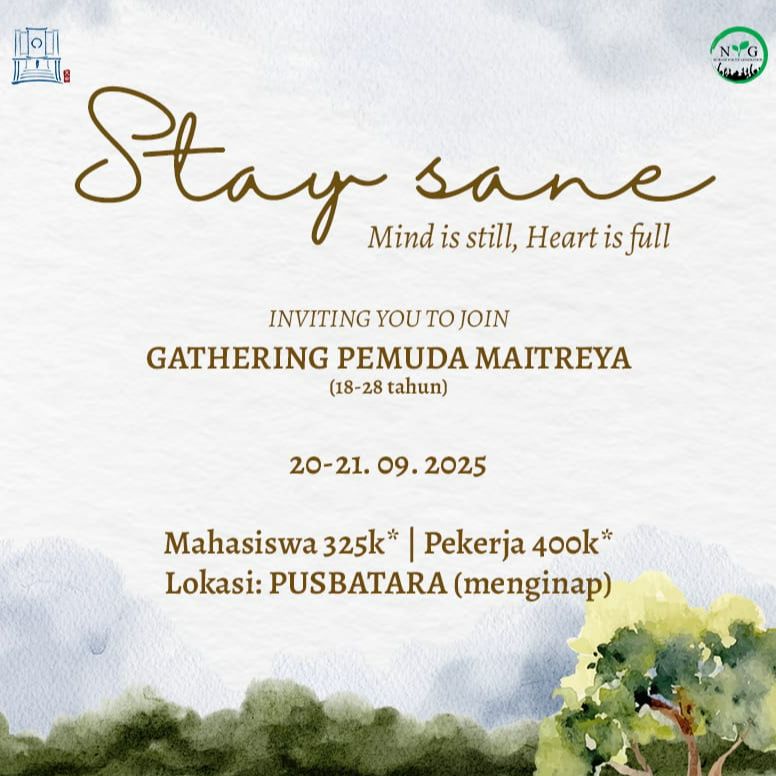 N G
Stay sane
Mind is still, Heart is full
INVITING YOU TO JOIN
GATHERING PEMUDA MAITREYA
(18-28 tahun)
20-21. 09. 2025
Mahasiswa 325k* | Pekerja 400k*
Lokasi: PUSBATARA (menginap)